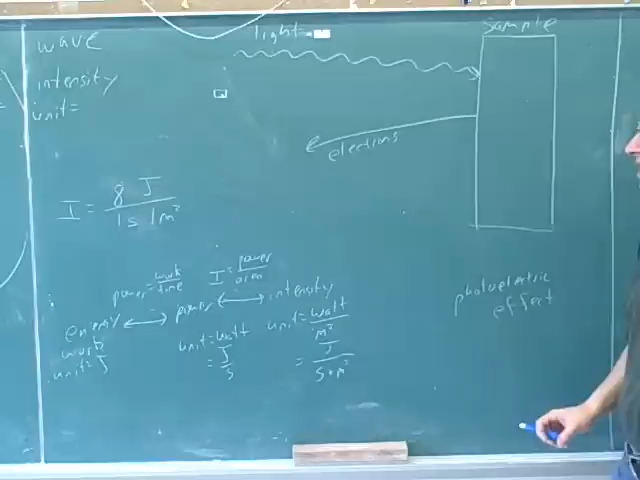 wave
intensity
unit=
light=
sample
electrons
I = 8 J / 1s 1m²
power = work / time
I = power / area
energy ⟷ power ⟷ intensity
work
unit = J
unit = watt
= J / s
unit = watt / m²
= J / s•m²
photoelectric
effect